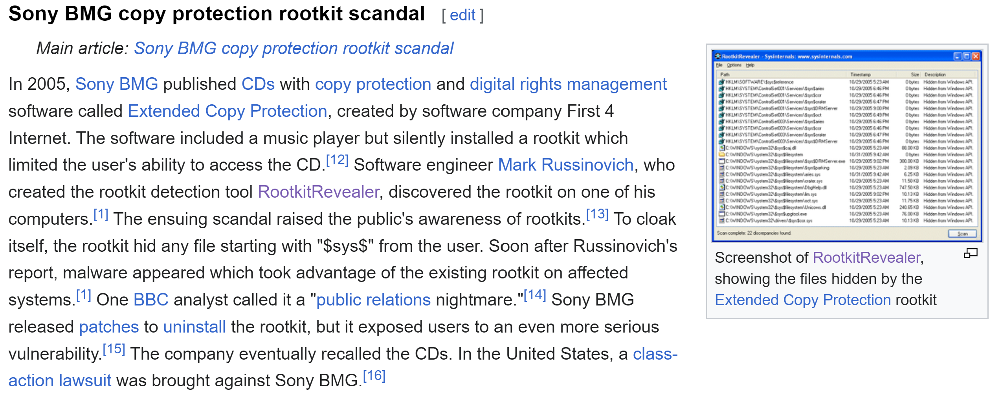 Sony BMG copy protection rootkit scandal [ edit ]
Main article: Sony BMG copy protection rootkit scandal
In 2005, Sony BMG published CDs with copy protection and digital rights management
software called Extended Copy Protection, created by software company First 4
Internet. The software included a music player but silently installed a rootkit which
limited the user's ability to access the CD.[12] Software engineer Mark Russinovich, who
created the rootkit detection tool RootkitRevealer, discovered the rootkit on one of his
computers.[1] The ensuing scandal raised the public's awareness of rootkits.[13] To cloak
itself, the rootkit hid any file starting with "$sys$" from the user. Soon after Russinovich's
report, malware appeared which took advantage of the existing rootkit on affected
systems.[1] One BBC analyst called it a "public relations nightmare."[14] Sony BMG
released patches to uninstall the rootkit, but it exposed users to an even more serious
vulnerability.[15] The company eventually recalled the CDs. In the United States, a class-
action lawsuit was brought against Sony BMG.[16]
RootkitRevealer - Sysinternals: www.sysinternals.com
File Options Help
Path Timestamp Size Description
HKLM\SOFTWARE\$sys$reference 10/29/2005 5:23 AM 0 bytes Hidden from Windows API.
HKLM\SYSTEM\ControlSet001\Services\$sys$aries 10/29/2005 6:46 PM 0 bytes Hidden from Windows API.
HKLM\SYSTEM\ControlSet001\Services\$sys$cor 10/29/2005 6:46 PM 0 bytes Hidden from Windows API.
HKLM\SYSTEM\ControlSet001\Services\$sys$crater 10/29/2005 6:47 PM 0 bytes Hidden from Windows API.
HKLM\SYSTEM\ControlSet001\Services\$sys$DRMServer 10/29/2005 9:00 PM 0 bytes Hidden from Windows API.
HKLM\SYSTEM\ControlSet001\Services\$sys$oct 10/29/2005 6:49 PM 0 bytes Hidden from Windows API.
HKLM\SYSTEM\ControlSet003\Services\$sys$aries 10/29/2005 6:46 PM 0 bytes Hidden from Windows API.
HKLM\SYSTEM\ControlSet003\Services\$sys$cor 10/29/2005 6:46 PM 0 bytes Hidden from Windows API.
HKLM\SYSTEM\ControlSet003\Services\$sys$crater 10/29/2005 6:47 PM 0 bytes Hidden from Windows API.
HKLM\SYSTEM\ControlSet003\Services\$sys$DRMServer 10/29/2005 6:46 PM 0 bytes Hidden from Windows API.
C:\WINDOWS\system32\$sys$caj.dll 10/29/2005 5:23 AM 88.00 KB Hidden from Windows API.
C:\WINDOWS\system32\$sys$filesystem 10/31/2005 9:42 AM 0 bytes Hidden from Windows API.
C:\WINDOWS\system32\$sys$filesystem\$sys$DRMServer.exe 10/29/2005 9:02 PM 300.00 KB Hidden from Windows API.
C:\WINDOWS\system32\$sys$filesystem\$sys$parking 10/29/2005 5:23 AM 2.09 KB Hidden from Windows API.
C:\WINDOWS\system32\$sys$filesystem\aries.sys 10/31/2005 9:42 AM 6.25 KB Hidden from Windows API.
C:\WINDOWS\system32\$sys$filesystem\crater.sys 10/29/2005 5:23 AM 11.50 KB Hidden from Windows API.
C:\WINDOWS\system32\$sys$filesystem\DbgHelp.dll 10/29/2005 5:23 AM 747.50 KB Hidden from Windows API.
C:\WINDOWS\system32\$sys$filesystem\lim.sys 10/29/2005 9:02 PM 10.13 KB Hidden from Windows API.
C:\WINDOWS\system32\$sys$filesystem\oct.sys 10/29/2005 5:23 AM 11.75 KB Hidden from Windows API.
C:\WINDOWS\system32\$sys$filesystem\Unicows.dll 10/29/2005 5:23 AM 240.65 KB Hidden from Windows API.
C:\WINDOWS\system32\$sys$upgtool.exe 10/29/2005 5:23 AM 76.00 KB Hidden from Windows API.
C:\WINDOWS\system32\drivers\$sys$cor.sys 10/29/2005 5:23 AM 10.13 KB Hidden from Windows API.
Scan complete: 22 discrepancies found. Scan
Screenshot of RootkitRevealer,
showing the files hidden by the
Extended Copy Protection rootkit